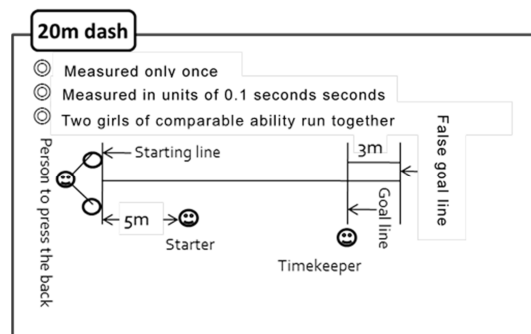 20m dash
◎ Measured only once
◎ Measured in units of 0.1 seconds seconds
◎ Two girls of comparable ability run together
Starting line
3m
False goal line
Person to press the back
5m
Goal line
Starter
Timekeeper